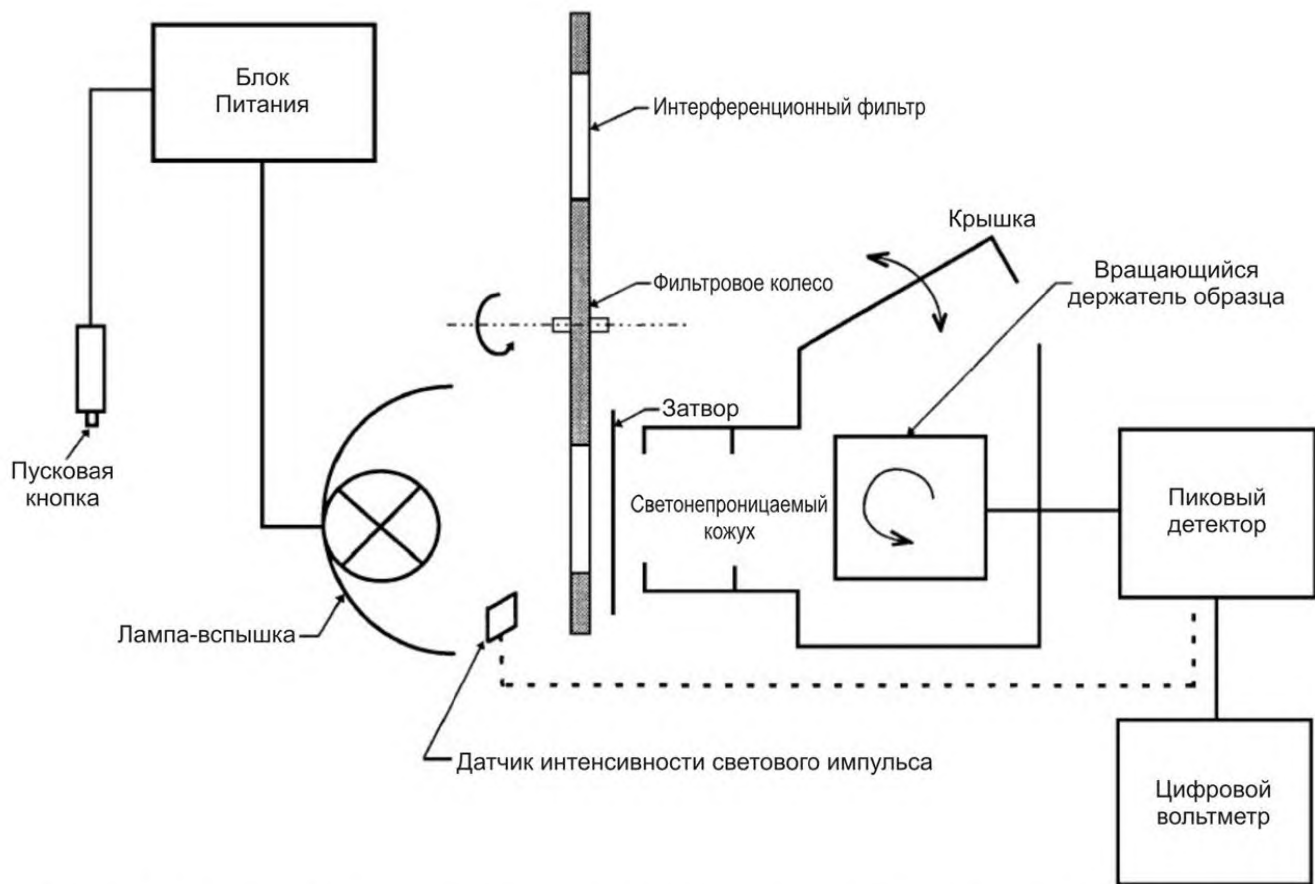 Блок
Питания
Интерференционный фильтр
Крышка
Вращающийся
держатель образца
Фильтровое колесо
Затвор
Пусковая
кнопка
Светонепроницаемый
кожух
Пиковый
детектор
Лампа-вспышка
Датчик интенсивности светового импульса
Цифровой
вольтметр